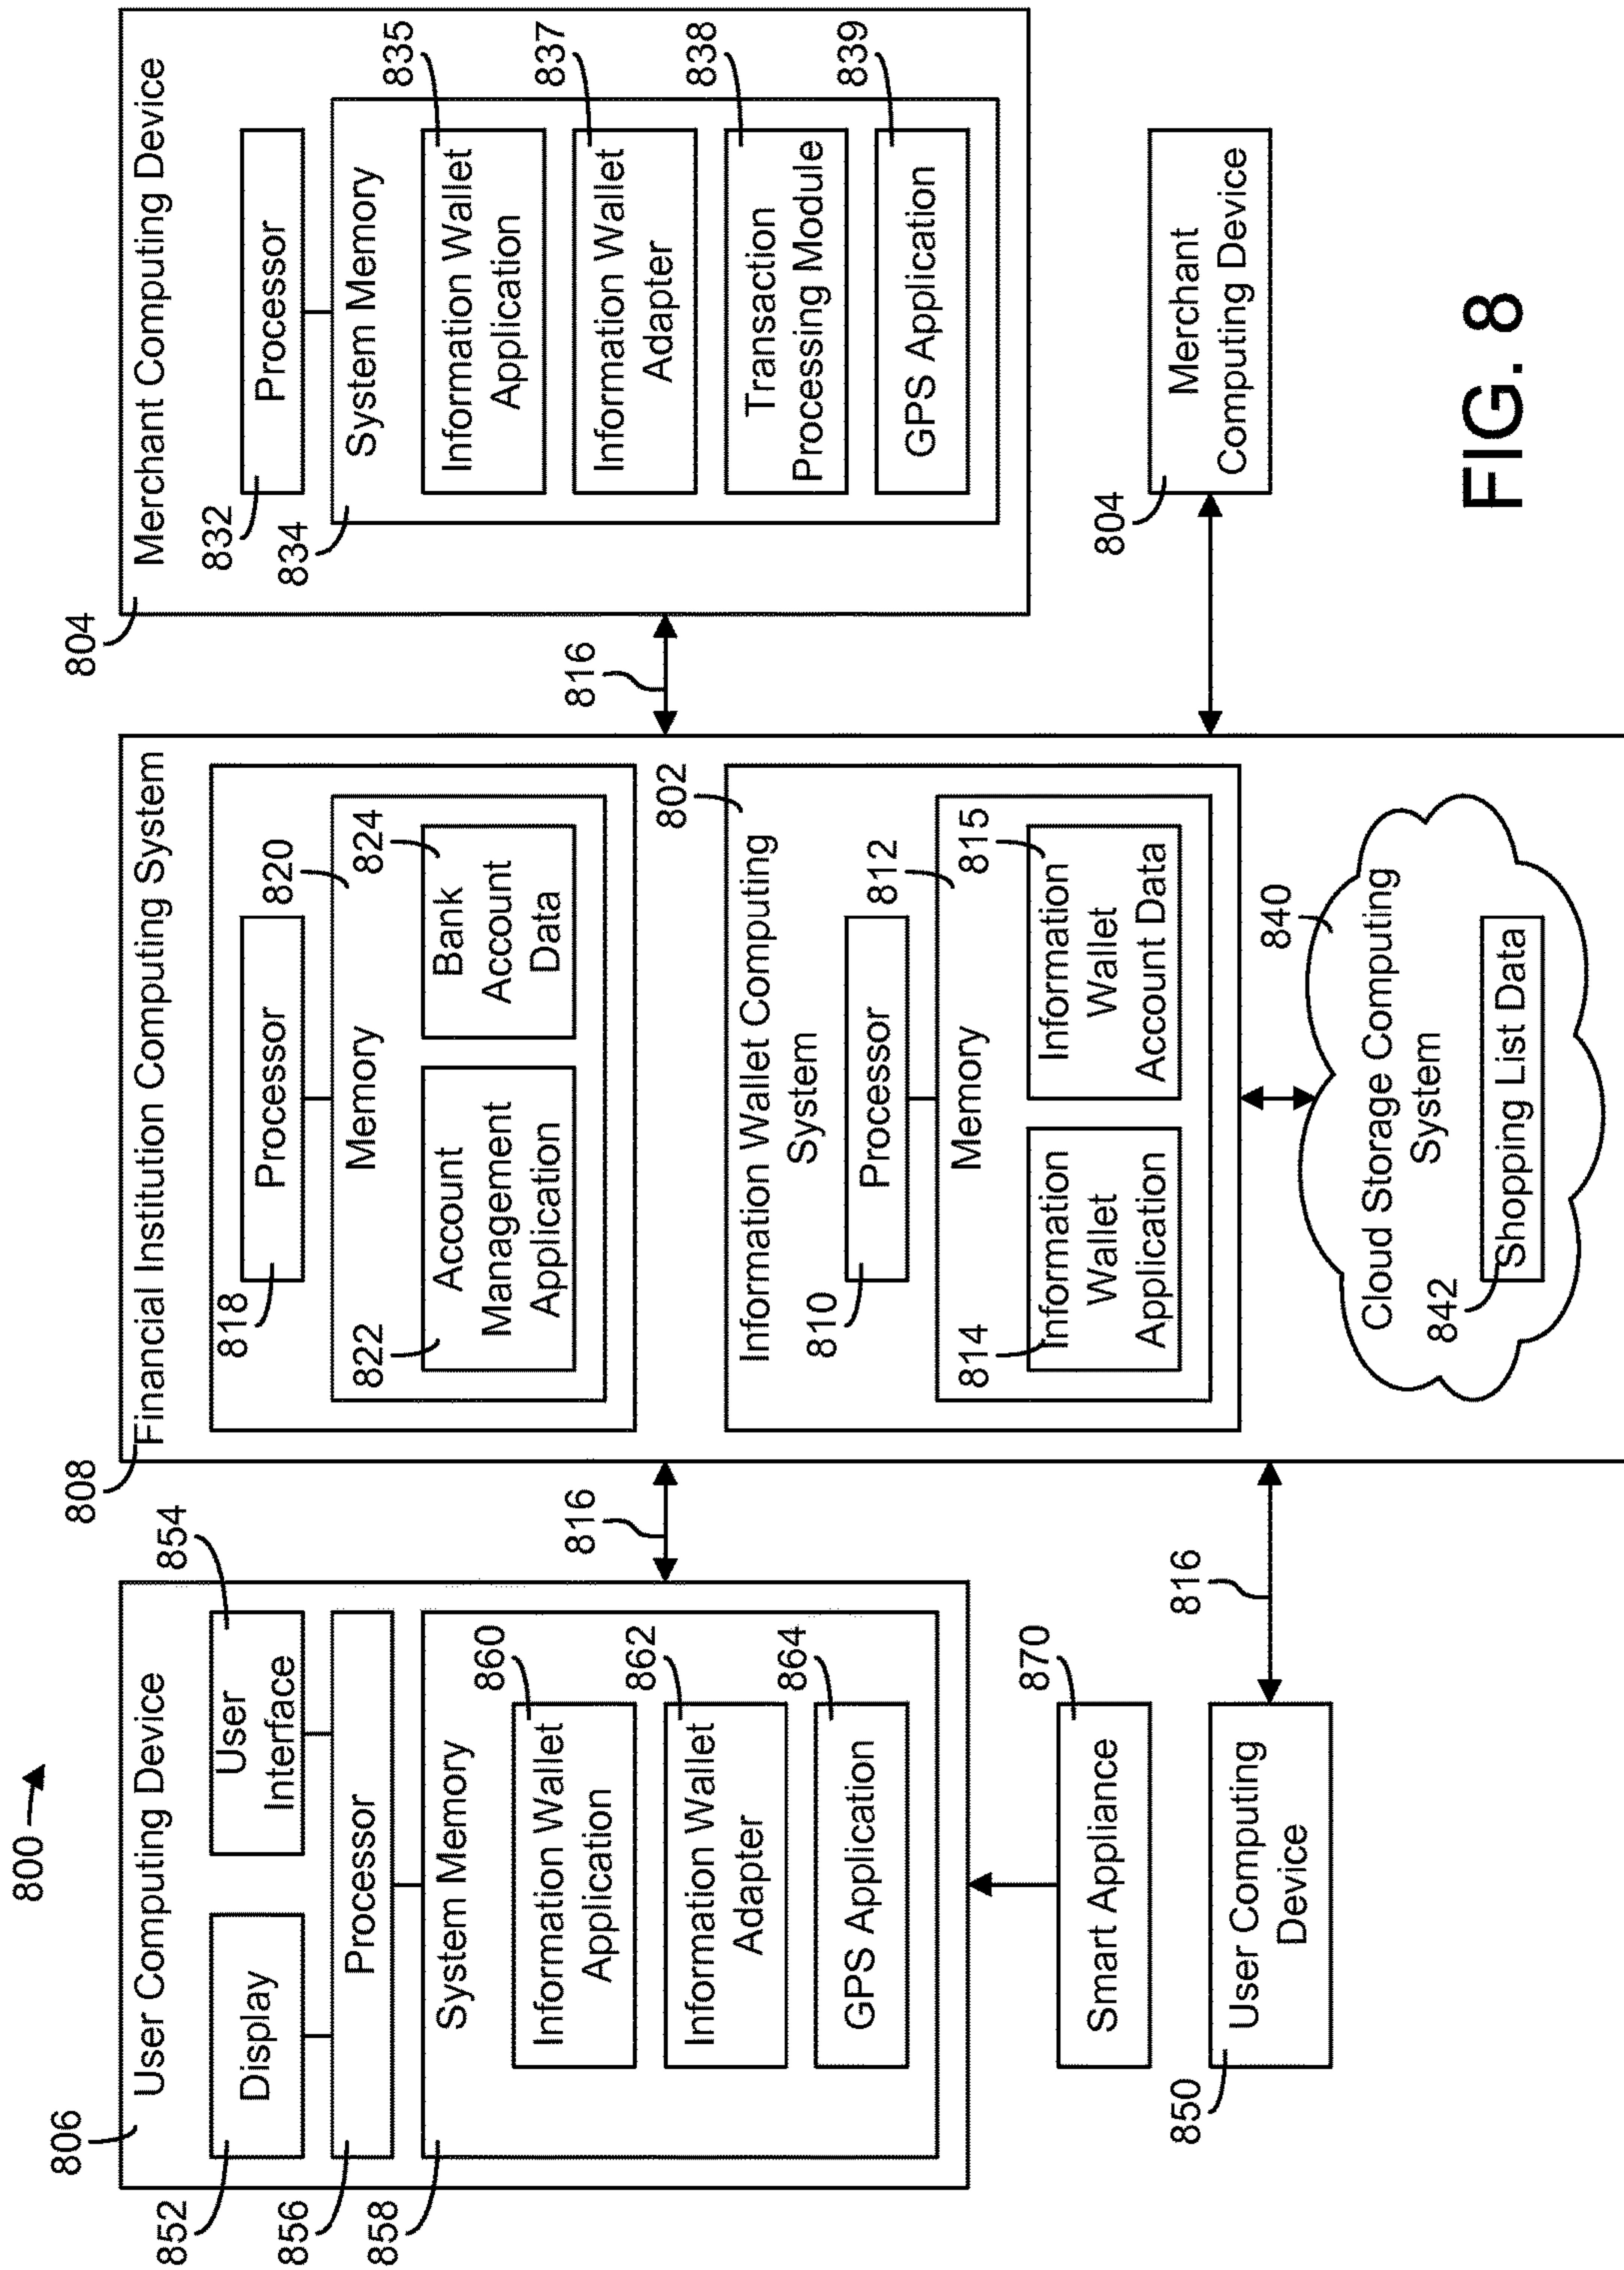 800
806
User Computing Device
852
Display
854
User
Interface
856
Processor
858
System Memory
860
Information Wallet
Application
862
Information Wallet
Adapter
864
GPS Application
870
Smart Appliance
850
User Computing
Device
816
816
808
Financial Institution Computing System
818
Processor
820
Memory
822
Account
Management
Application
824
Bank
Account
Data
802
Information Wallet Computing
System
810
Processor
812
Memory
814
Information
Wallet
Application
815
Information
Wallet
Account Data
840
Cloud Storage Computing
System
842
Shopping List Data
816
804
Merchant Computing Device
832
Processor
834
System Memory
835
Information Wallet
Application
837
Information Wallet
Adapter
838
Transaction
Processing Module
839
GPS Application
804
Merchant
Computing Device
FIG. 8